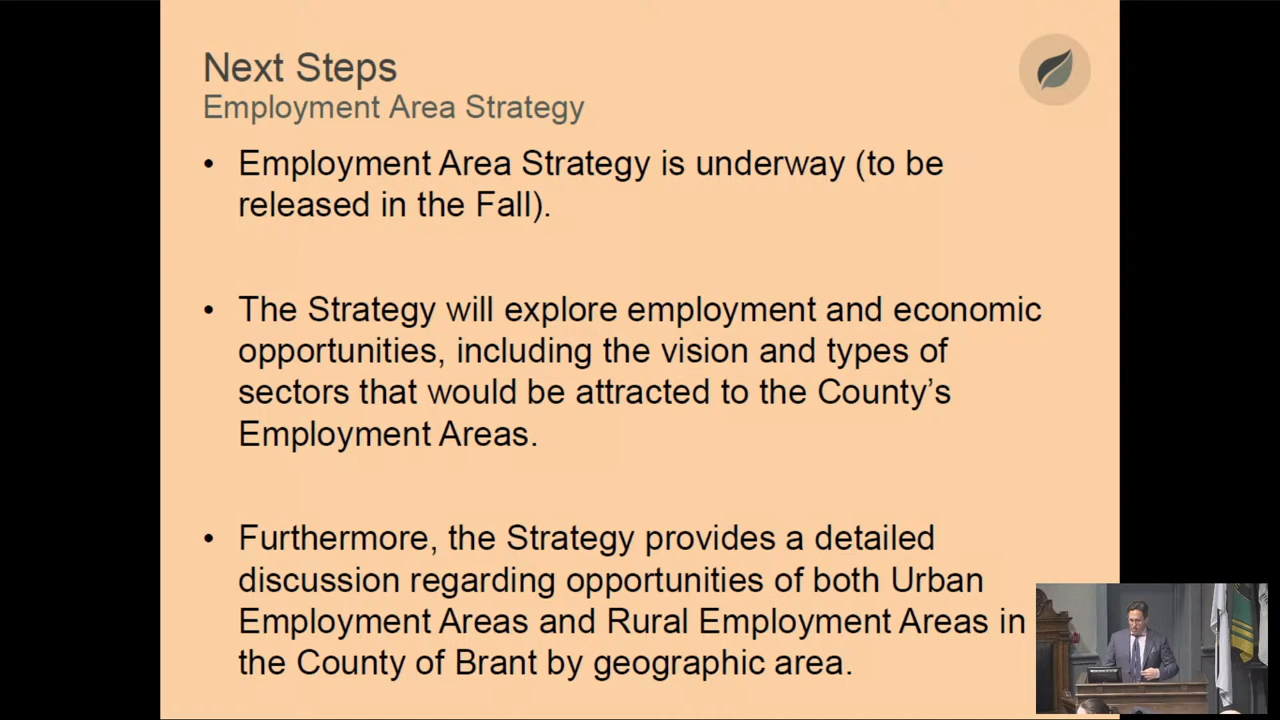 Next Steps
Employment Area Strategy
• Employment Area Strategy is underway (to be
released in the Fall).
• The Strategy will explore employment and economic
opportunities, including the vision and types of
sectors that would be attracted to the County's
Employment Areas.
• Furthermore, the Strategy provides a detailed
discussion regarding opportunities of both Urban
Employment Areas and Rural Employment Areas in
the County of Brant by geographic area.